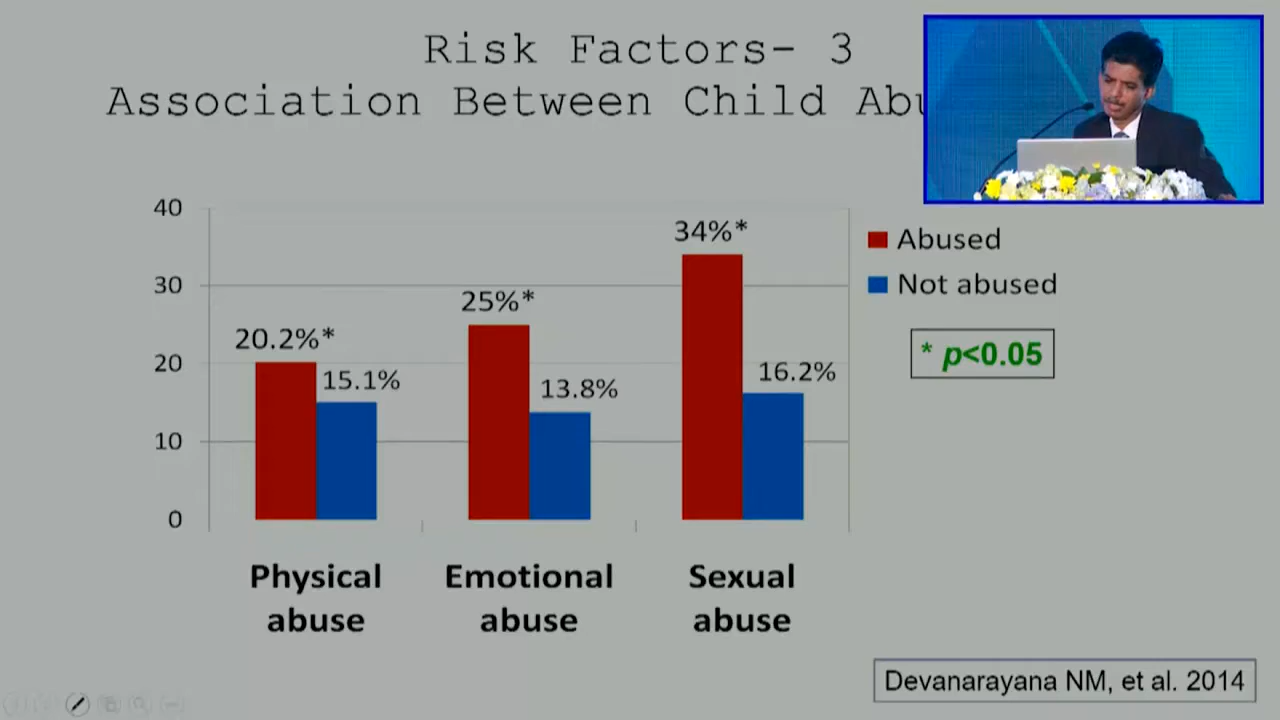 Risk Factors- 3
Association Between Child
40
30
20
10
0
20.2%*
15.1%
25%*
13.8%
34%*
16.2%
Abused
Not abused
* p<0.05
Physical
abuse
Emotional
abuse
Sexual
abuse
Devanarayana NM, et al. 2014